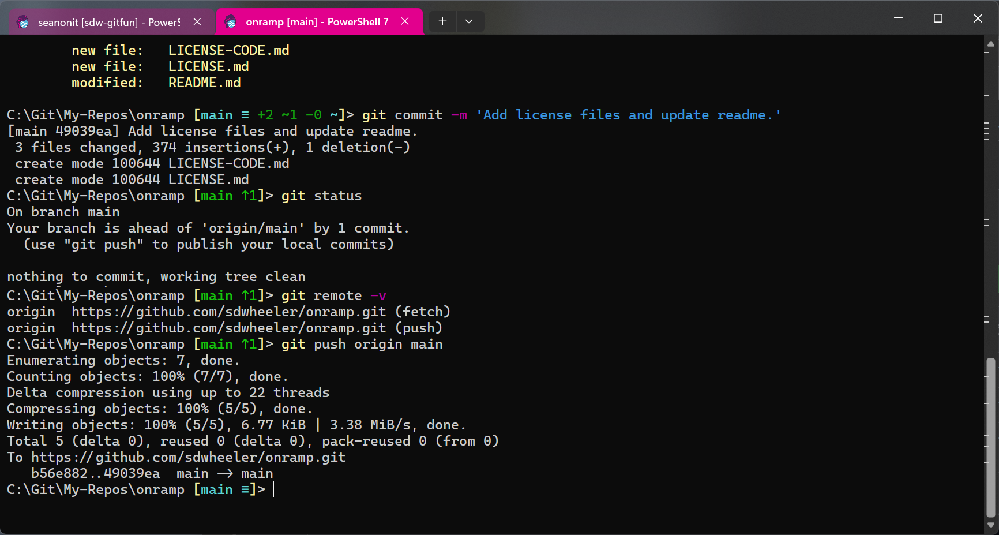 seanonit [sdw-gitfun] - PowerS
onramp [main] - PowerShell 7
new file:   LICENSE-CODE.md
new file:   LICENSE.md
modified:   README.md
C:\Git\My-Repos\onramp [main ≡ +2 ~1 -0 ~]> git commit -m 'Add license files and update readme.'
[main 49039ea] Add license files and update readme.
 3 files changed, 374 insertions(+), 1 deletion(-)
 create mode 100644 LICENSE-CODE.md
 create mode 100644 LICENSE.md
C:\Git\My-Repos\onramp [main ↑1]> git status
On branch main
Your branch is ahead of 'origin/main' by 1 commit.
  (use "git push" to publish your local commits)
nothing to commit, working tree clean
C:\Git\My-Repos\onramp [main ↑1]> git remote -v
origin  https://github.com/sdwheeler/onramp.git (fetch)
origin  https://github.com/sdwheeler/onramp.git (push)
C:\Git\My-Repos\onramp [main ↑1]> git push origin main
Enumerating objects: 7, done.
Counting objects: 100% (7/7), done.
Delta compression using up to 22 threads
Compressing objects: 100% (5/5), done.
Writing objects: 100% (5/5), 6.77 KiB | 3.38 MiB/s, done.
Total 5 (delta 0), reused 0 (delta 0), pack-reused 0 (from 0)
To https://github.com/sdwheeler/onramp.git
   b56e882..49039ea  main -> main
C:\Git\My-Repos\onramp [main ≡]>